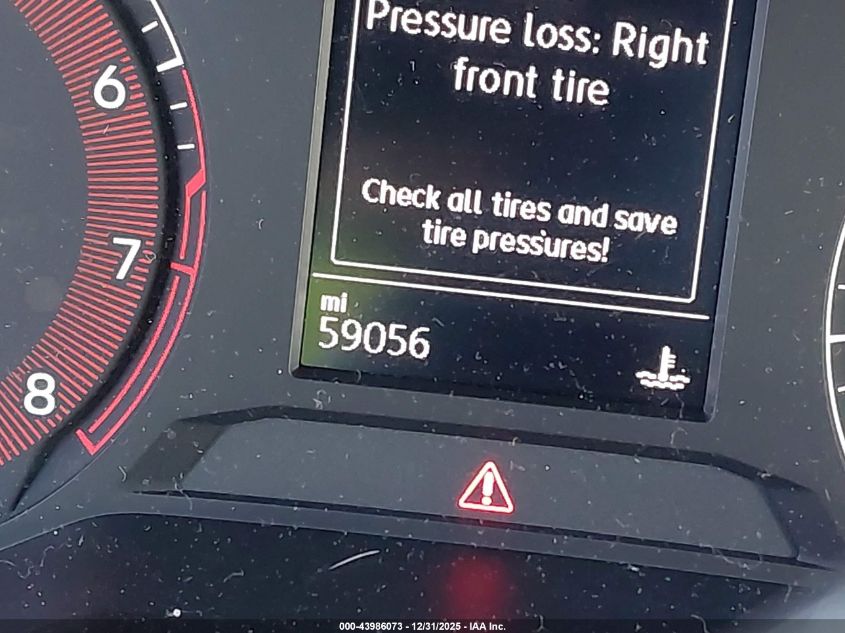 Pressure loss: Right
front tire
Check all tires and save
tire pressures!
mi
59056
6
7
8
000-43986073 - 12/31/2025 - IAA Inc.